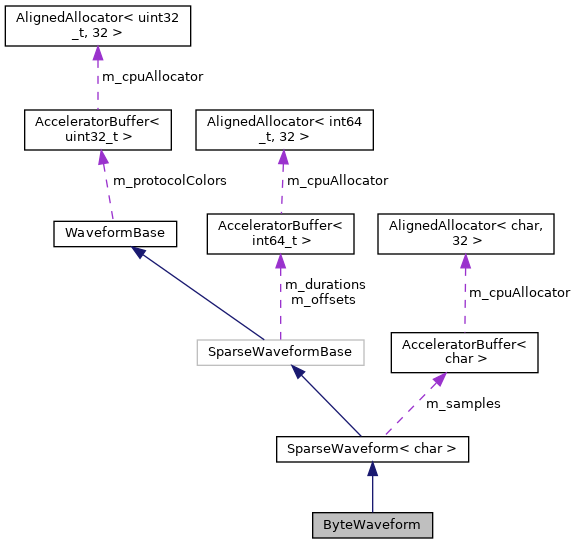 AlignedAllocator< uint32
_t, 32 >
m_cpuAllocator
AcceleratorBuffer<
uint32_t >
AlignedAllocator< int64
_t, 32 >
m_protocolColors
m_cpuAllocator
WaveformBase
AcceleratorBuffer<
int64_t >
AlignedAllocator< char,
32 >
m_durations
m_offsets
m_cpuAllocator
SparseWaveformBase
AcceleratorBuffer<
char >
m_samples
SparseWaveform< char >
ByteWaveform